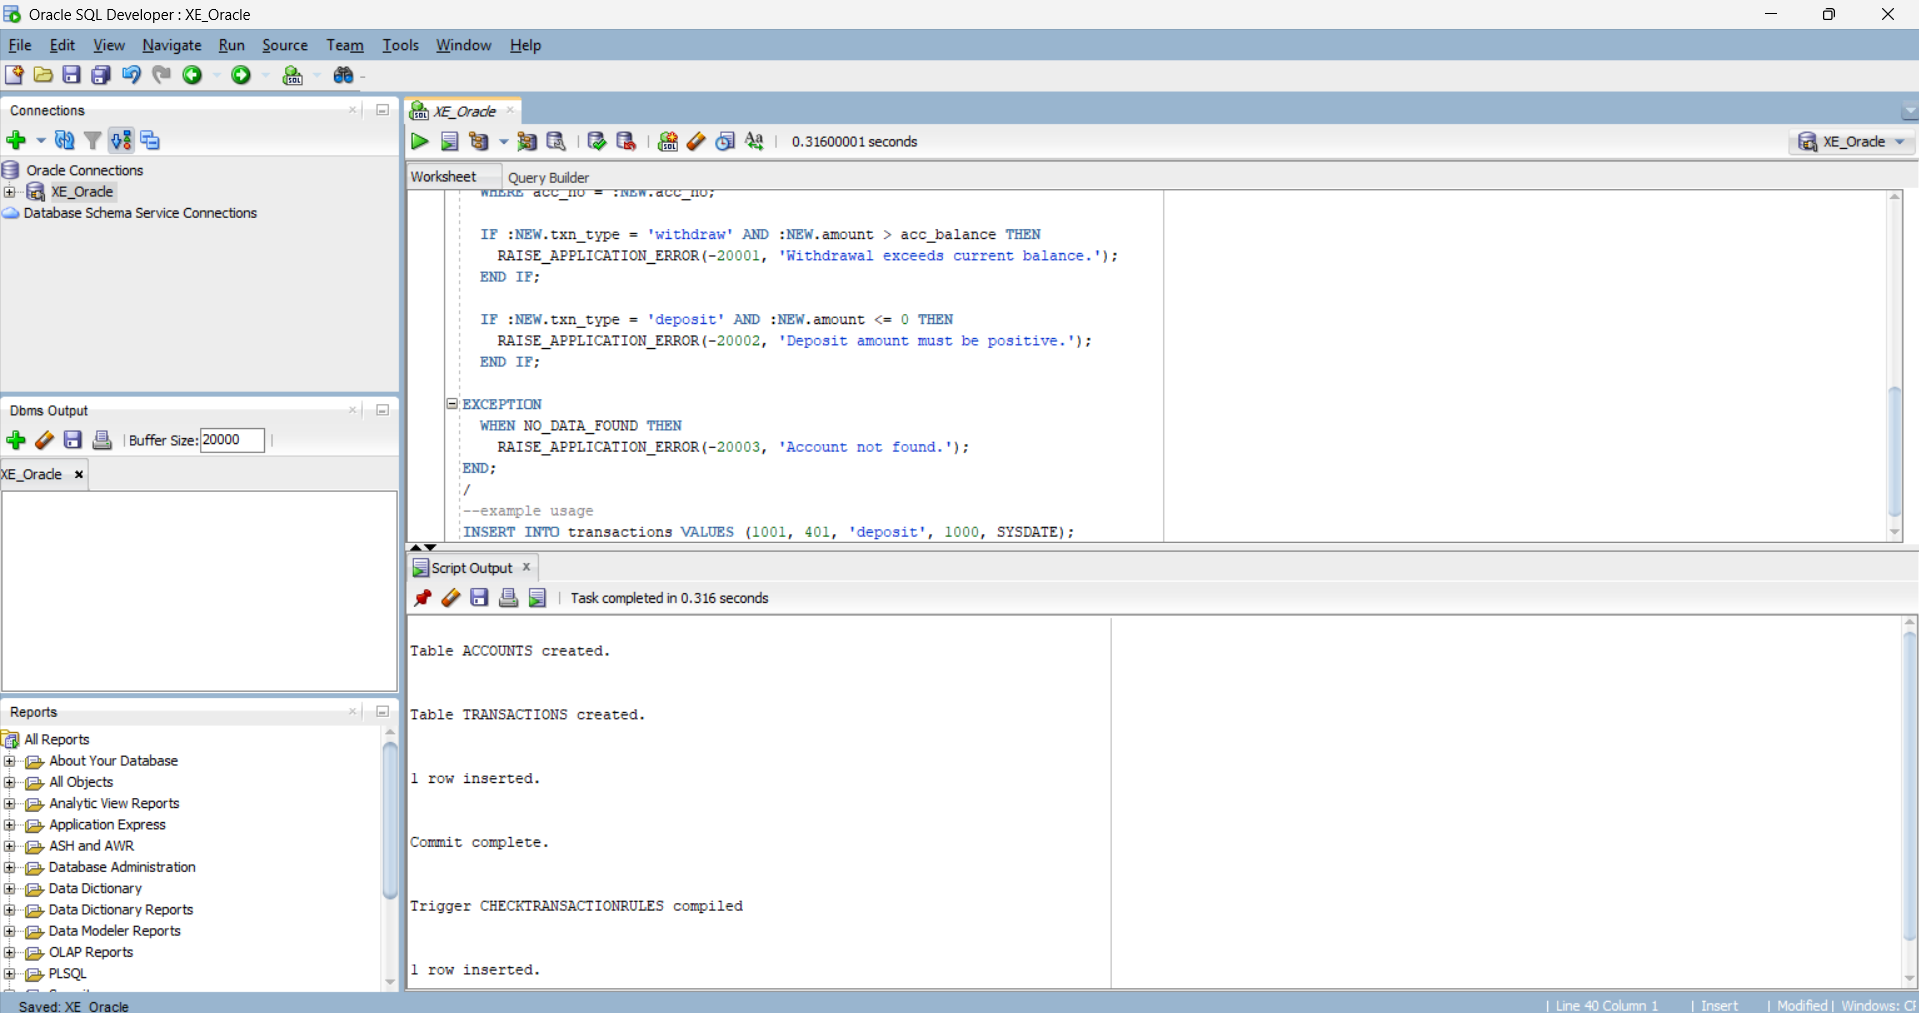 Oracle SQL Developer : XE_Oracle
File Edit View Navigate Run Source Team Tools Window Help
Connections
Oracle Connections
XE_Oracle
Database Schema Service Connections
Dbms Output
Buffer Size: 20000
XE_Oracle
Reports
All Reports
About Your Database
All Objects
Analytic View Reports
Application Express
ASH and AWR
Database Administration
Data Dictionary
Data Dictionary Reports
Data Modeler Reports
OLAP Reports
PLSQL
XE_Oracle
0.31600001 seconds
XE_Oracle
Worksheet Query Builder
WHERE acc_no = :NEW.acc_no;
IF :NEW.txn_type = 'withdraw' AND :NEW.amount > acc_balance THEN
RAISE_APPLICATION_ERROR(-20001, 'Withdrawal exceeds current balance.');
END IF;
IF :NEW.txn_type = 'deposit' AND :NEW.amount <= 0 THEN
RAISE_APPLICATION_ERROR(-20002, 'Deposit amount must be positive.');
END IF;
EXCEPTION
WHEN NO_DATA_FOUND THEN
RAISE_APPLICATION_ERROR(-20003, 'Account not found.');
END;
/
--example usage
INSERT INTO transactions VALUES (1001, 401, 'deposit', 1000, SYSDATE);
Script Output
Task completed in 0.316 seconds
Table ACCOUNTS created.
Table TRANSACTIONS created.
1 row inserted.
Commit complete.
Trigger CHECKTRANSACTIONRULES compiled
1 row inserted.
Saved: XE_Oracle
Line 40 Column 1 | Insert | Modified | Windows: